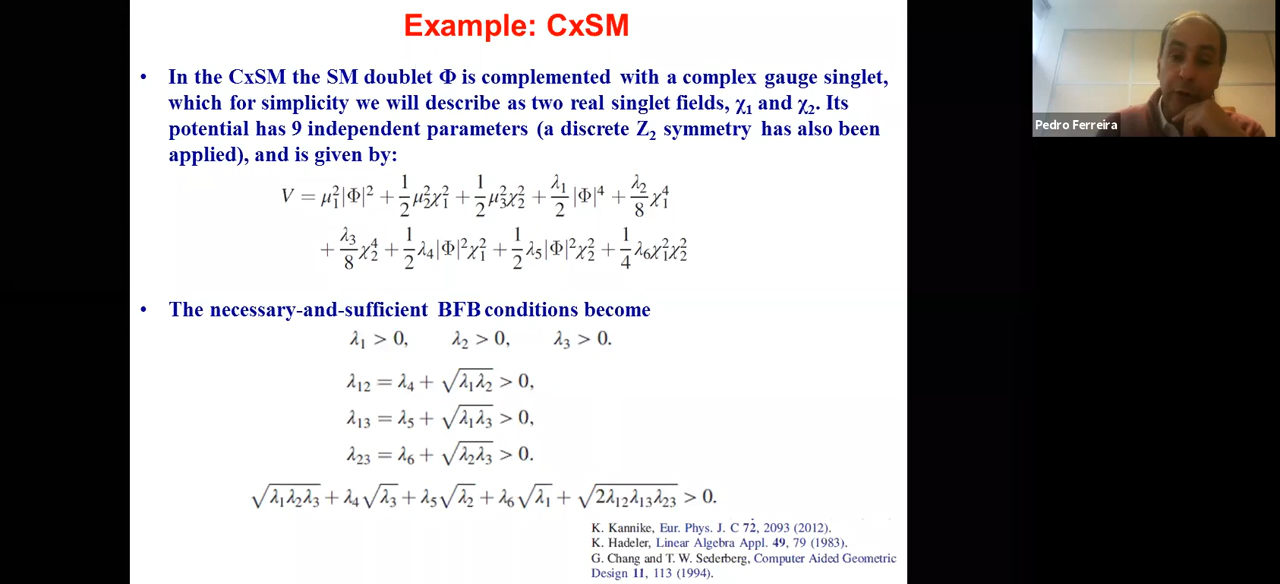 Example: CxSM
• In the CxSM the SM doublet Φ is complemented with a complex gauge singlet,
which for simplicity we will describe as two real singlet fields, χ₁ and χ₂. Its
potential has 9 independent parameters (a discrete Z₂ symmetry has also been
applied), and is given by:
V = μ₁²|Φ|² + 1/2 μ₂²χ₁² + 1/2 μ₃²χ₂² + λ₁/2 |Φ|⁴ + λ₂/8 χ₁⁴
+ λ₃/8 χ₂⁴ + 1/2 λ₄|Φ|²χ₁² + 1/2 λ₅|Φ|²χ₂² + 1/4 λ₆χ₁²χ₂²
• The necessary-and-sufficient BFB conditions become
λ₁ > 0, λ₂ > 0, λ₃ > 0.
λ₁₂ = λ₄ + √(λ₁λ₂) > 0,
λ₁₃ = λ₅ + √(λ₁λ₃) > 0,
λ₂₃ = λ₆ + √(λ₂λ₃) > 0.
√(λ₁λ₂λ₃) + λ₄√λ₃ + λ₅√λ₂ + λ₆√λ₁ + √(2λ₁₂λ₁₃λ₂₃) > 0.
K. Kannike, Eur. Phys. J. C 72, 2093 (2012).
K. Hadeler, Linear Algebra Appl. 49, 79 (1983).
G. Chang and T. W. Sederberg, Computer Aided Geometric
Design 11, 113 (1994).
Pedro Ferreira